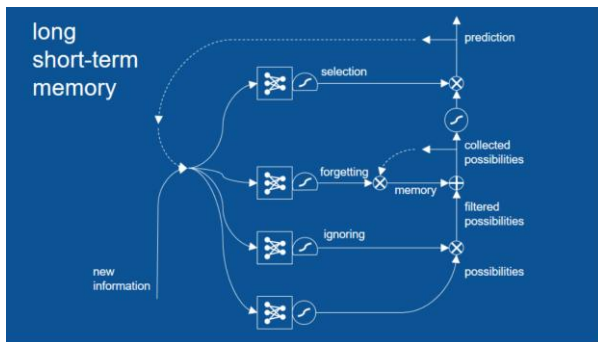 long
short-term
memory
prediction
selection
collected
possibilities
forgetting
memory
filtered
possibilities
ignoring
new
information
possibilities